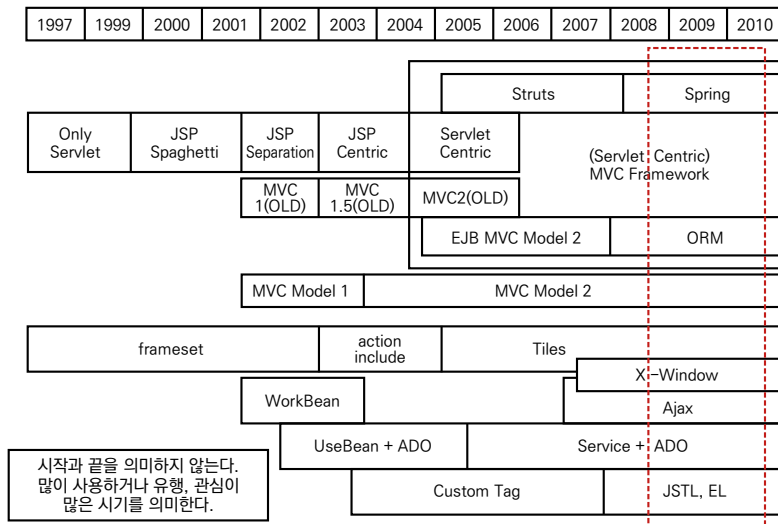 1997 1999 2000 2001 2002 2003 2004 2005 2006 2007 2008 2009 2010
Struts Spring
Only Servlet
JSP Spaghetti
JSP Separation
JSP Centric
Servlet Centric
(Servlet Centric)
MVC Framework
MVC 1(OLD)
MVC 1.5(OLD)
MVC2(OLD)
EJB MVC Model 2 ORM
MVC Model 1 MVC Model 2
frameset
action include
Tiles
X-Window
WorkBean
Ajax
UseBean + ADO Service + ADO
시작과 끝을 의미하지 않는다.
많이 사용하거나 유행, 관심이
많은 시기를 의미한다.
Custom Tag JSTL, EL